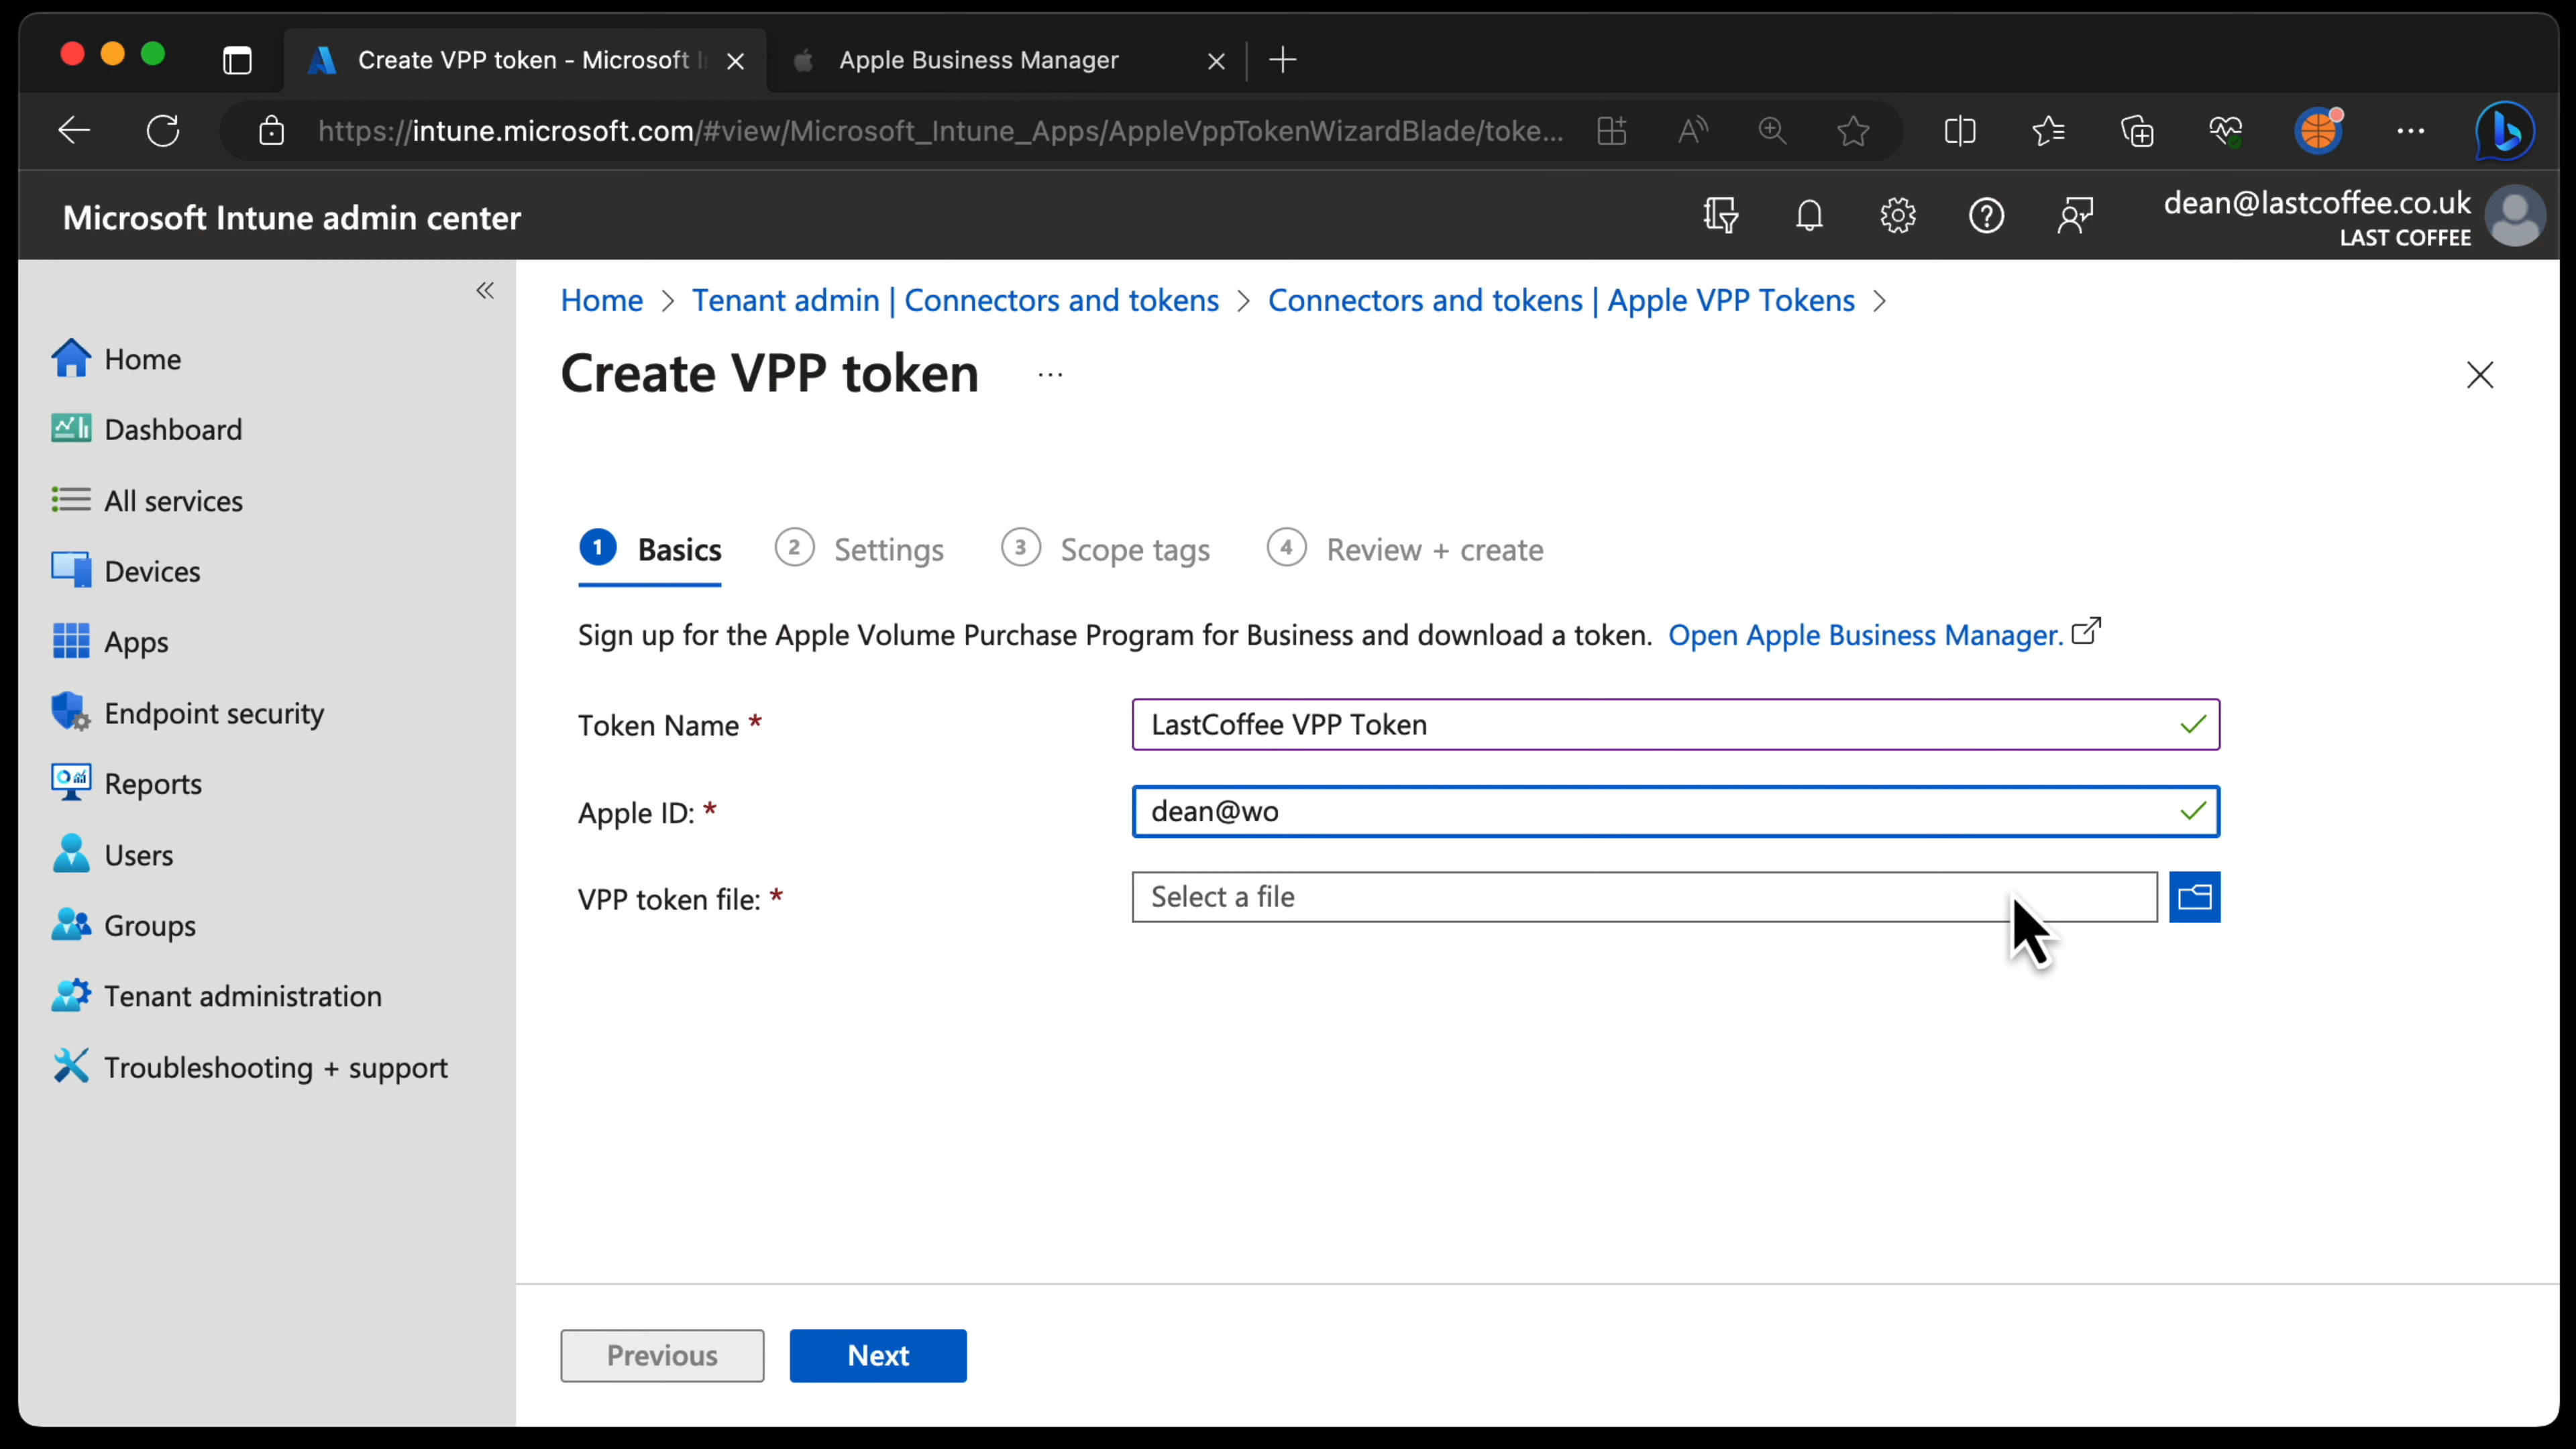 Create VPP token - Microsoft I
Apple Business Manager
https://intune.microsoft.com/#view/Microsoft_Intune_Apps/AppleVppTokenWizardBlade/toke...
Microsoft Intune admin center
dean@lastcoffee.co.uk
LAST COFFEE
Home > Tenant admin | Connectors and tokens > Connectors and tokens | Apple VPP Tokens >
Create VPP token ...
Home
Dashboard
All services
Devices
Apps
Endpoint security
Reports
Users
Groups
Tenant administration
Troubleshooting + support
1 Basics 2 Settings 3 Scope tags 4 Review + create
Sign up for the Apple Volume Purchase Program for Business and download a token. Open Apple Business Manager.
Token Name * LastCoffee VPP Token
Apple ID: * dean@wo
VPP token file: * Select a file
Previous Next